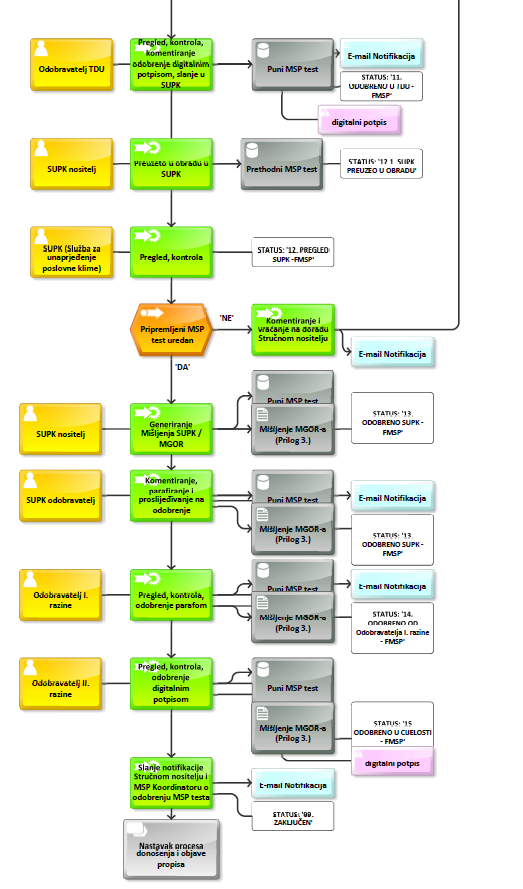 Odobravatelj TDU
Pregled, kontrola,
komentiranje
odobrenje digitalnim
potpisom, slanje u
SUPK
Puni MSP test
E-mail Notifikacija
STATUS: '11.
ODOBRENO U TDU -
FMSP'
digitalni potpis
SUPK nositelj
Preuzeto u obradu u
SUPK
Prethodni MSP test
STATUS: '12.1. SUPK
PREUZEO U OBRADU'
SUPK (Služba za
unaprjeđenje
poslovne klime)
Pregled, kontrola
STATUS: '12. PREGLED
SUPK -FMSP'
Pripremljeni MSP
test uredan
'NE'
Komentiranje i
vraćanje na doradu
Stručnom nositelju
E-mail Notifikacija
'DA'
SUPK nositelj
Generiranje
Mišljenja SUPK /
MGOR
Puni MSP test
Mišljenje MGOR-a
(Prilog 3.)
STATUS: '13.
ODOBRENO SUPK -
FMSP'
SUPK odobravatelj
Komentiranje,
parafiranje i
proslijeđivanje na
odobrenje
Puni MSP test
Mišljenje MGOR-a
(Prilog 3.)
E-mail Notifikacija
STATUS: '13.
ODOBRENO SUPK -
FMSP'
Odobravatelj I.
razine
Pregled, kontrola,
odobrenje parafom
Puni MSP test
Mišljenje MGOR-a
(Prilog 3.)
E-mail Notifikacija
STATUS: '14.
ODOBRENO OD
Odobravatelja I. razine
- FMSP'
Odobravatelj II.
razine
Pregled, kontrola,
odobrenje
digitalnim
potpisom
Puni MSP test
Mišljenje MGOR-a
(Prilog 3.)
STATUS: '15
ODOBRENO U CIJELOSTI
- FMSP'
digitalni potpis
Slanje notifikacije
Stručnom nositelju i
MSP Koordinatoru o
odobrenju MSP testa
E-mail Notifikacija
STATUS: '99.
ZAKLJUČEN'
Nastavak procesa
donošenja i objave
propisa